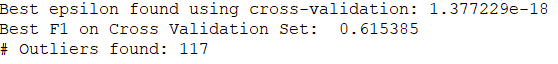 Best epsilon found using cross-validation: 1.377229e-18
Best F1 on Cross Validation Set:  0.615385
# Outliers found: 117